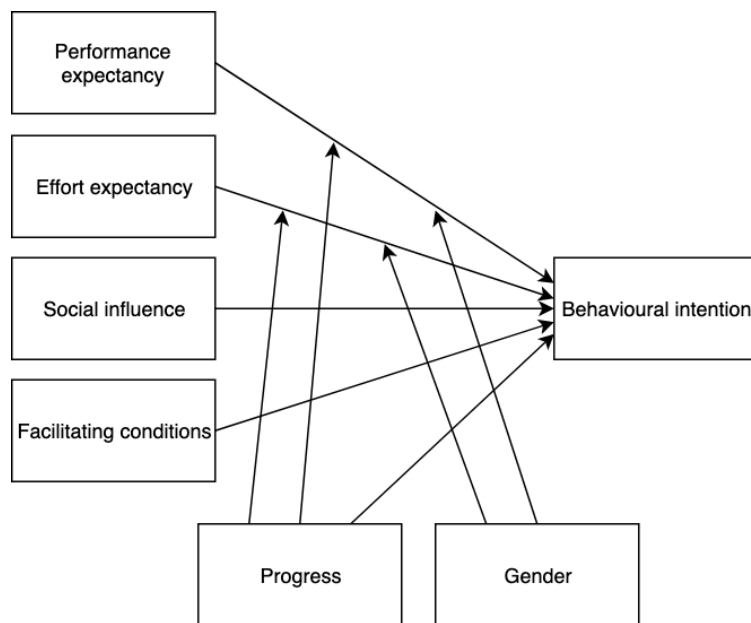 Performance
expectancy
Effort expectancy
Social influence
Behavioural intention
Facilitating conditions
Progress
Gender